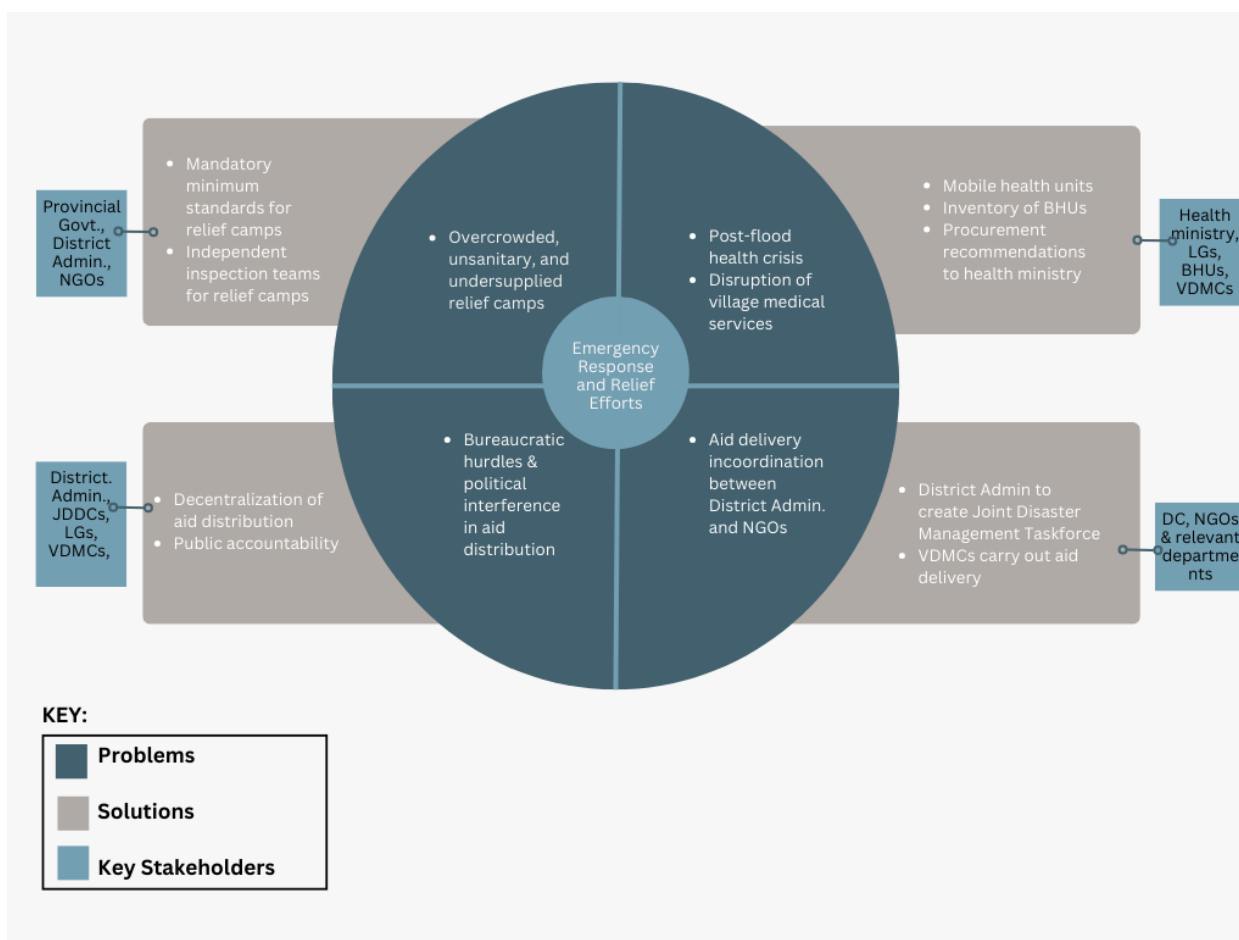 Provincial
Govt.,
District
Admin.,
NGOs
Mandatory
minimum
standards for
relief camps
Independent
inspection teams
for relief camps
Overcrowded,
unsanitary, and
undersupplied
relief camps
Post-flood
health crisis
Disruption of
village medical
services
Mobile health units
Inventory of BHUs
Procurement
recommendations
to health ministry
Health
ministry,
LGs,
BHUs,
VDMCs
Emergency
Response
and Relief
Efforts
District.
Admin.,
JDDCs,
LGs,
VDMCs,
Decentralization of
aid distribution
Public accountability
Bureaucratic
hurdles &
political
interference
in aid
distribution
Aid delivery
incoordination
between
District Admin.
and NGOs
District Admin to
create Joint Disaster
Management Taskforce
VDMCs carry out aid
delivery
DC, NGOs
& relevant
departme
nts
KEY:
Problems
Solutions
Key Stakeholders